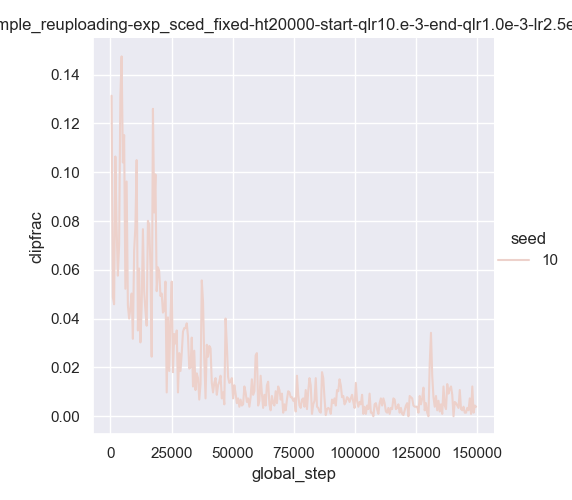 mple_reuploading-exp_sced_fixed-ht20000-start-qlr10.e-3-end-qlr1.0e-3-lr2.5e
0.14
0.12
0.10
0.08
0.06
0.04
0.02
0.00
clipfrac
0 25000 50000 75000 100000 125000 150000
global_step
seed
10